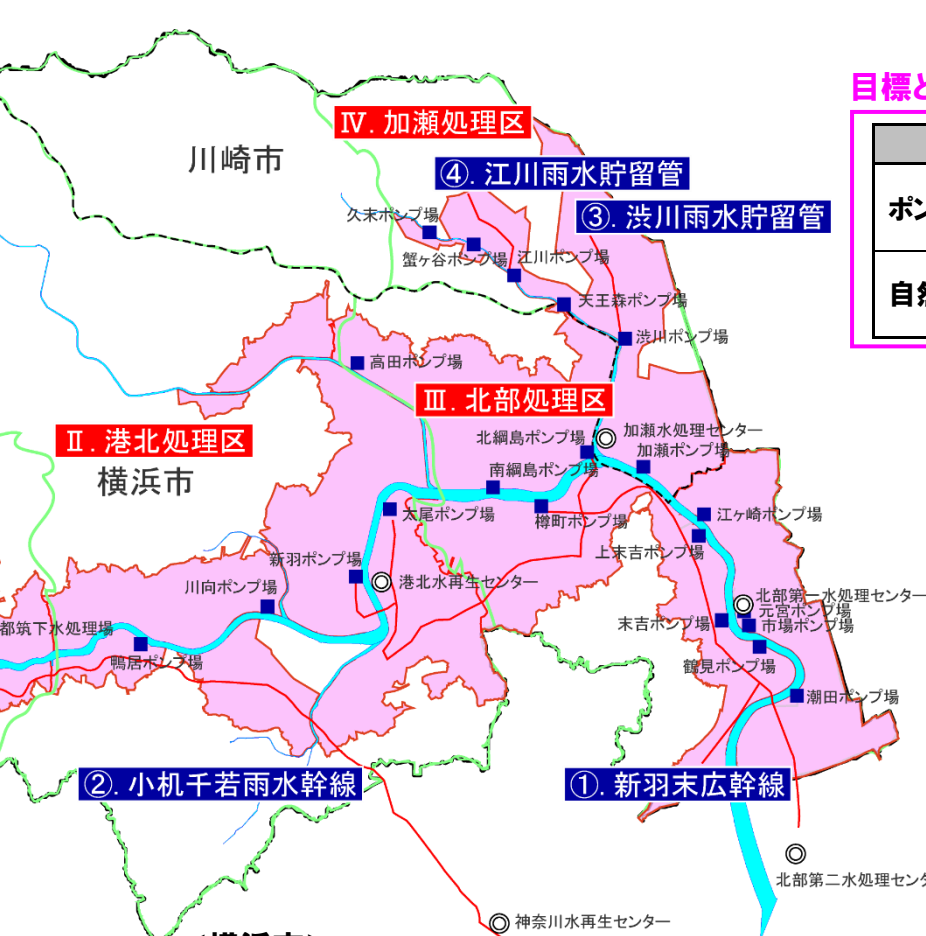 目標と
Ⅳ. 加瀬処理区
川崎市
④. 江川雨水貯留管
ポン
久末ポンプ場
③. 渋川雨水貯留管
蟹ヶ谷ポンプ場
江川ポンプ場
自然
天王森ポンプ場
渋川ポンプ場
高田ポンプ場
Ⅲ. 北部処理区
Ⅱ. 港北処理区
北綱島ポンプ場
加瀬水処理センター
加瀬ポンプ場
横浜市
南綱島ポンプ場
太尾ポンプ場
樽町ポンプ場
江ヶ崎ポンプ場
上末吉ポンプ場
新羽ポンプ場
港北水再生センター
川向ポンプ場
北部第一水処理センター
元宮ポンプ場
末吉ポンプ場
市場ポンプ場
都筑下水処理場
鴨居ポンプ場
鶴見ポンプ場
潮田ポンプ場
②. 小机千若雨水幹線
①. 新羽末広幹線
北部第二水処理センタ
神奈川水再生センター
(横浜市)